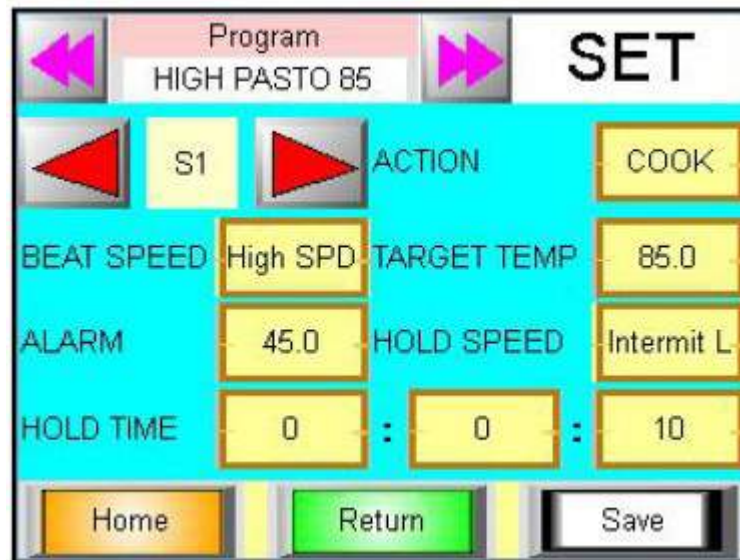 Program
HIGH PASTO 85
SET
S1
ACTION
COOK
BEAT SPEED
High SPD
TARGET TEMP
85.0
ALARM
45.0
HOLD SPEED
Intermit L
HOLD TIME
0 : 0 : 10
Home
Return
Save